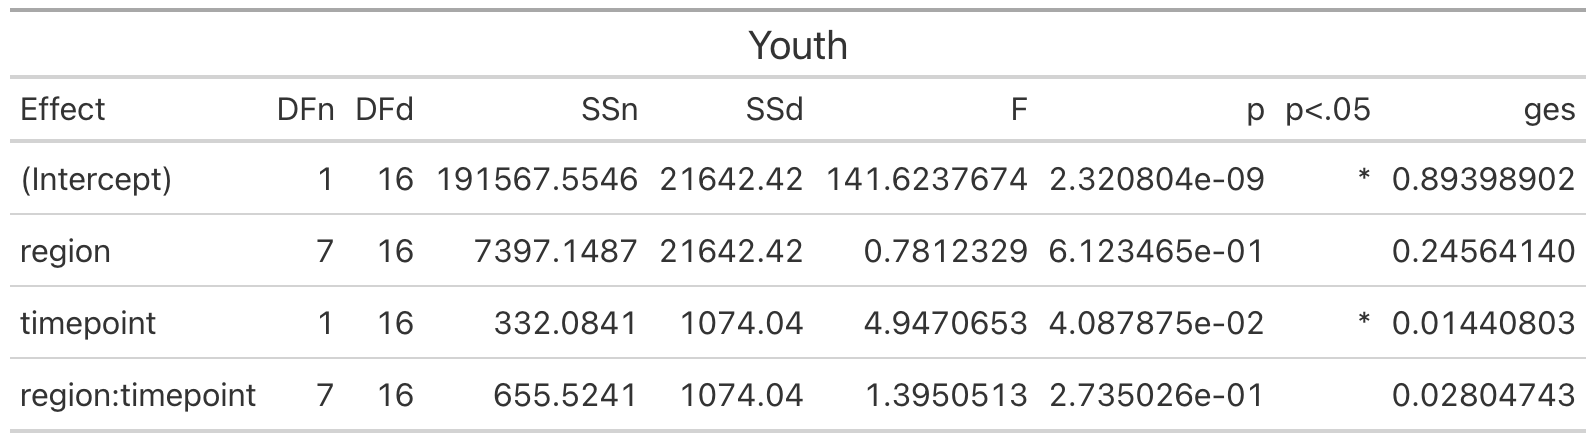 Youth
Effect DFn DFd SSn SSd F p p<.05 ges
(Intercept) 1 16 191567.5546 21642.42 141.6237674 2.320804e-09 * 0.89398902
region 7 16 7397.1487 21642.42 0.7812329 6.123465e-01 0.24564140
timepoint 1 16 332.0841 1074.04 4.9470653 4.087875e-02 * 0.01440803
region:timepoint 7 16 655.5241 1074.04 1.3950513 2.735026e-01 0.02804743